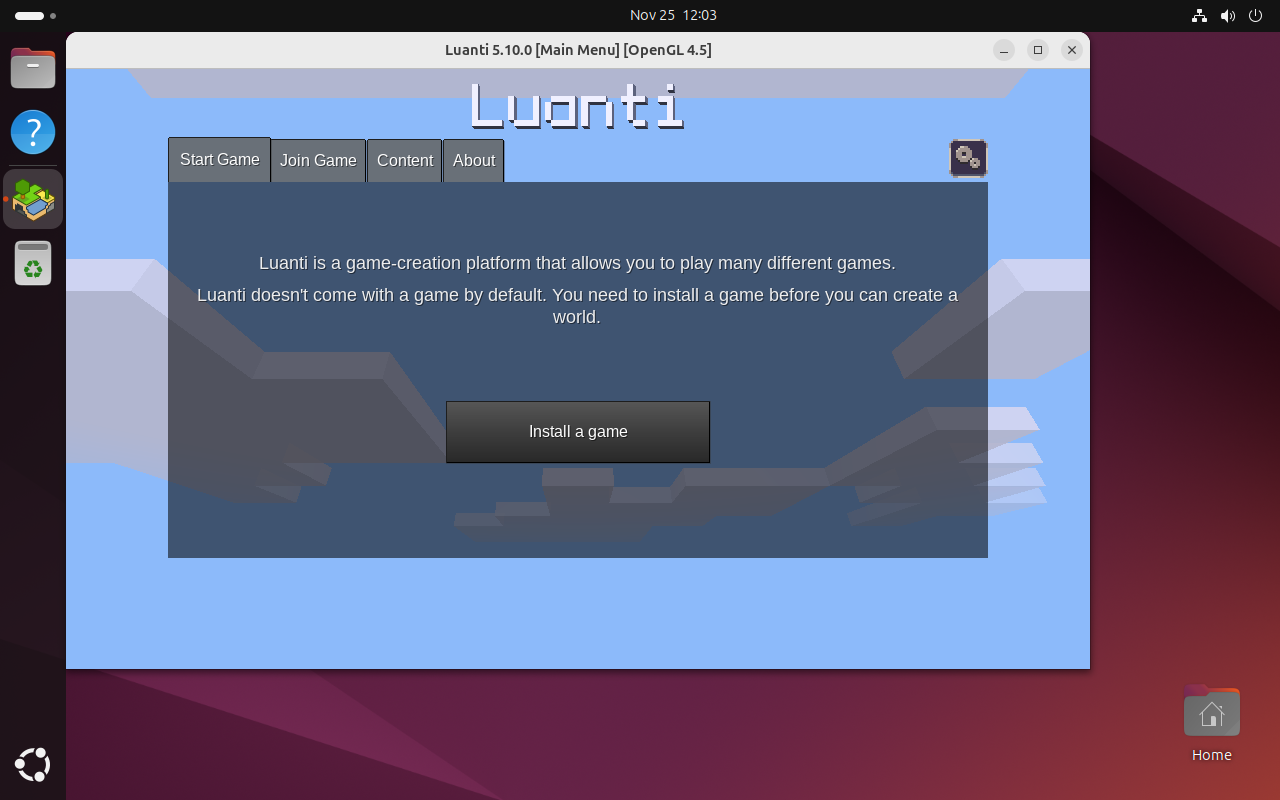 Nov 25 12:03
Luanti 5.10.0 [Main Menu] [OpenGL 4.5]
Luanti
Start Game
Join Game
Content
About
Luanti is a game-creation platform that allows you to play many different games.
Luanti doesn't come with a game by default. You need to install a game before you can create a
world.
Install a game
Home